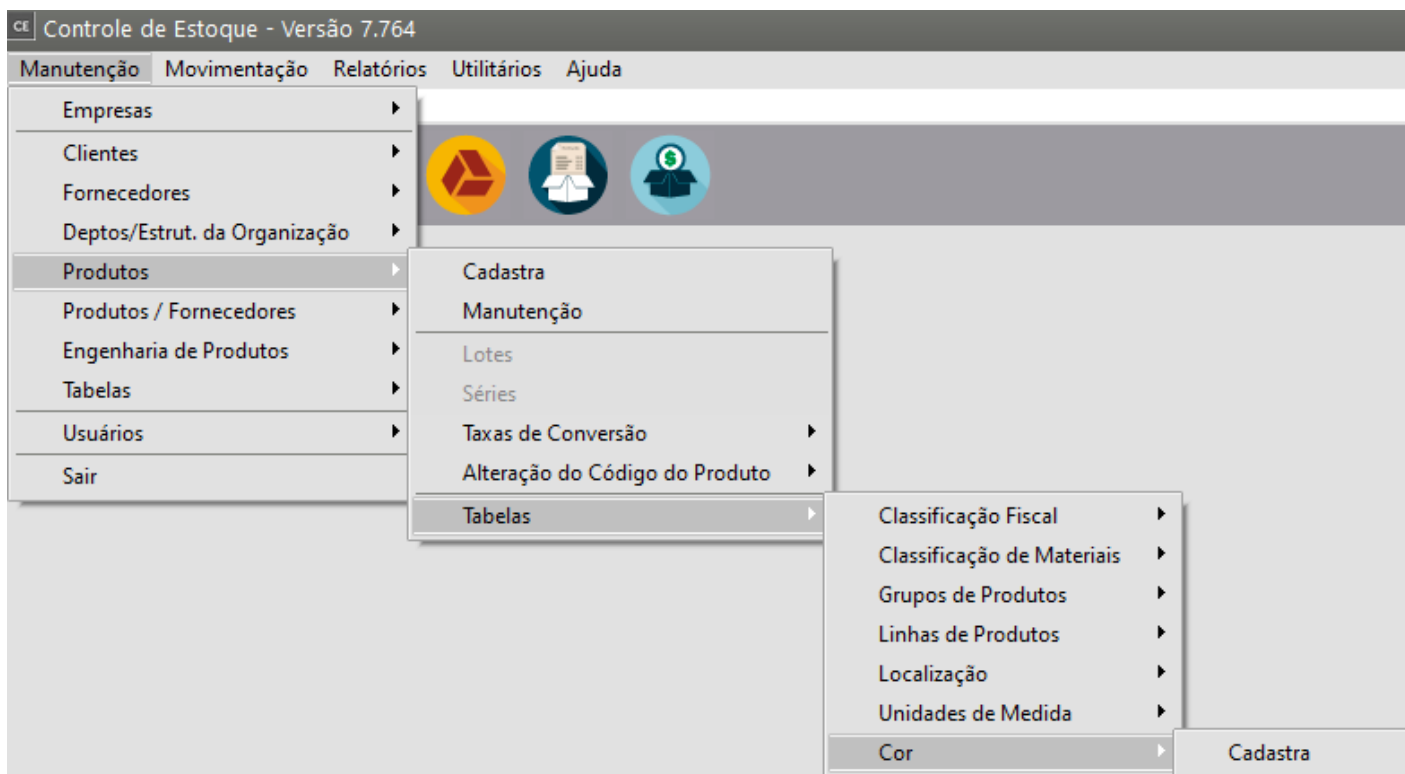 CE Controle de Estoque - Versão 7.764
Manutenção Movimentação Relatórios Utilitários Ajuda
Empresas
Clientes
Fornecedores
Deptos/Estrut. da Organização
Produtos
Produtos / Fornecedores
Engenharia de Produtos
Tabelas
Usuários
Sair
Cadastra
Manutenção
Lotes
Séries
Taxas de Conversão
Alteração do Código do Produto
Tabelas
Classificação Fiscal
Classificação de Materiais
Grupos de Produtos
Linhas de Produtos
Localização
Unidades de Medida
Cor
Cadastra